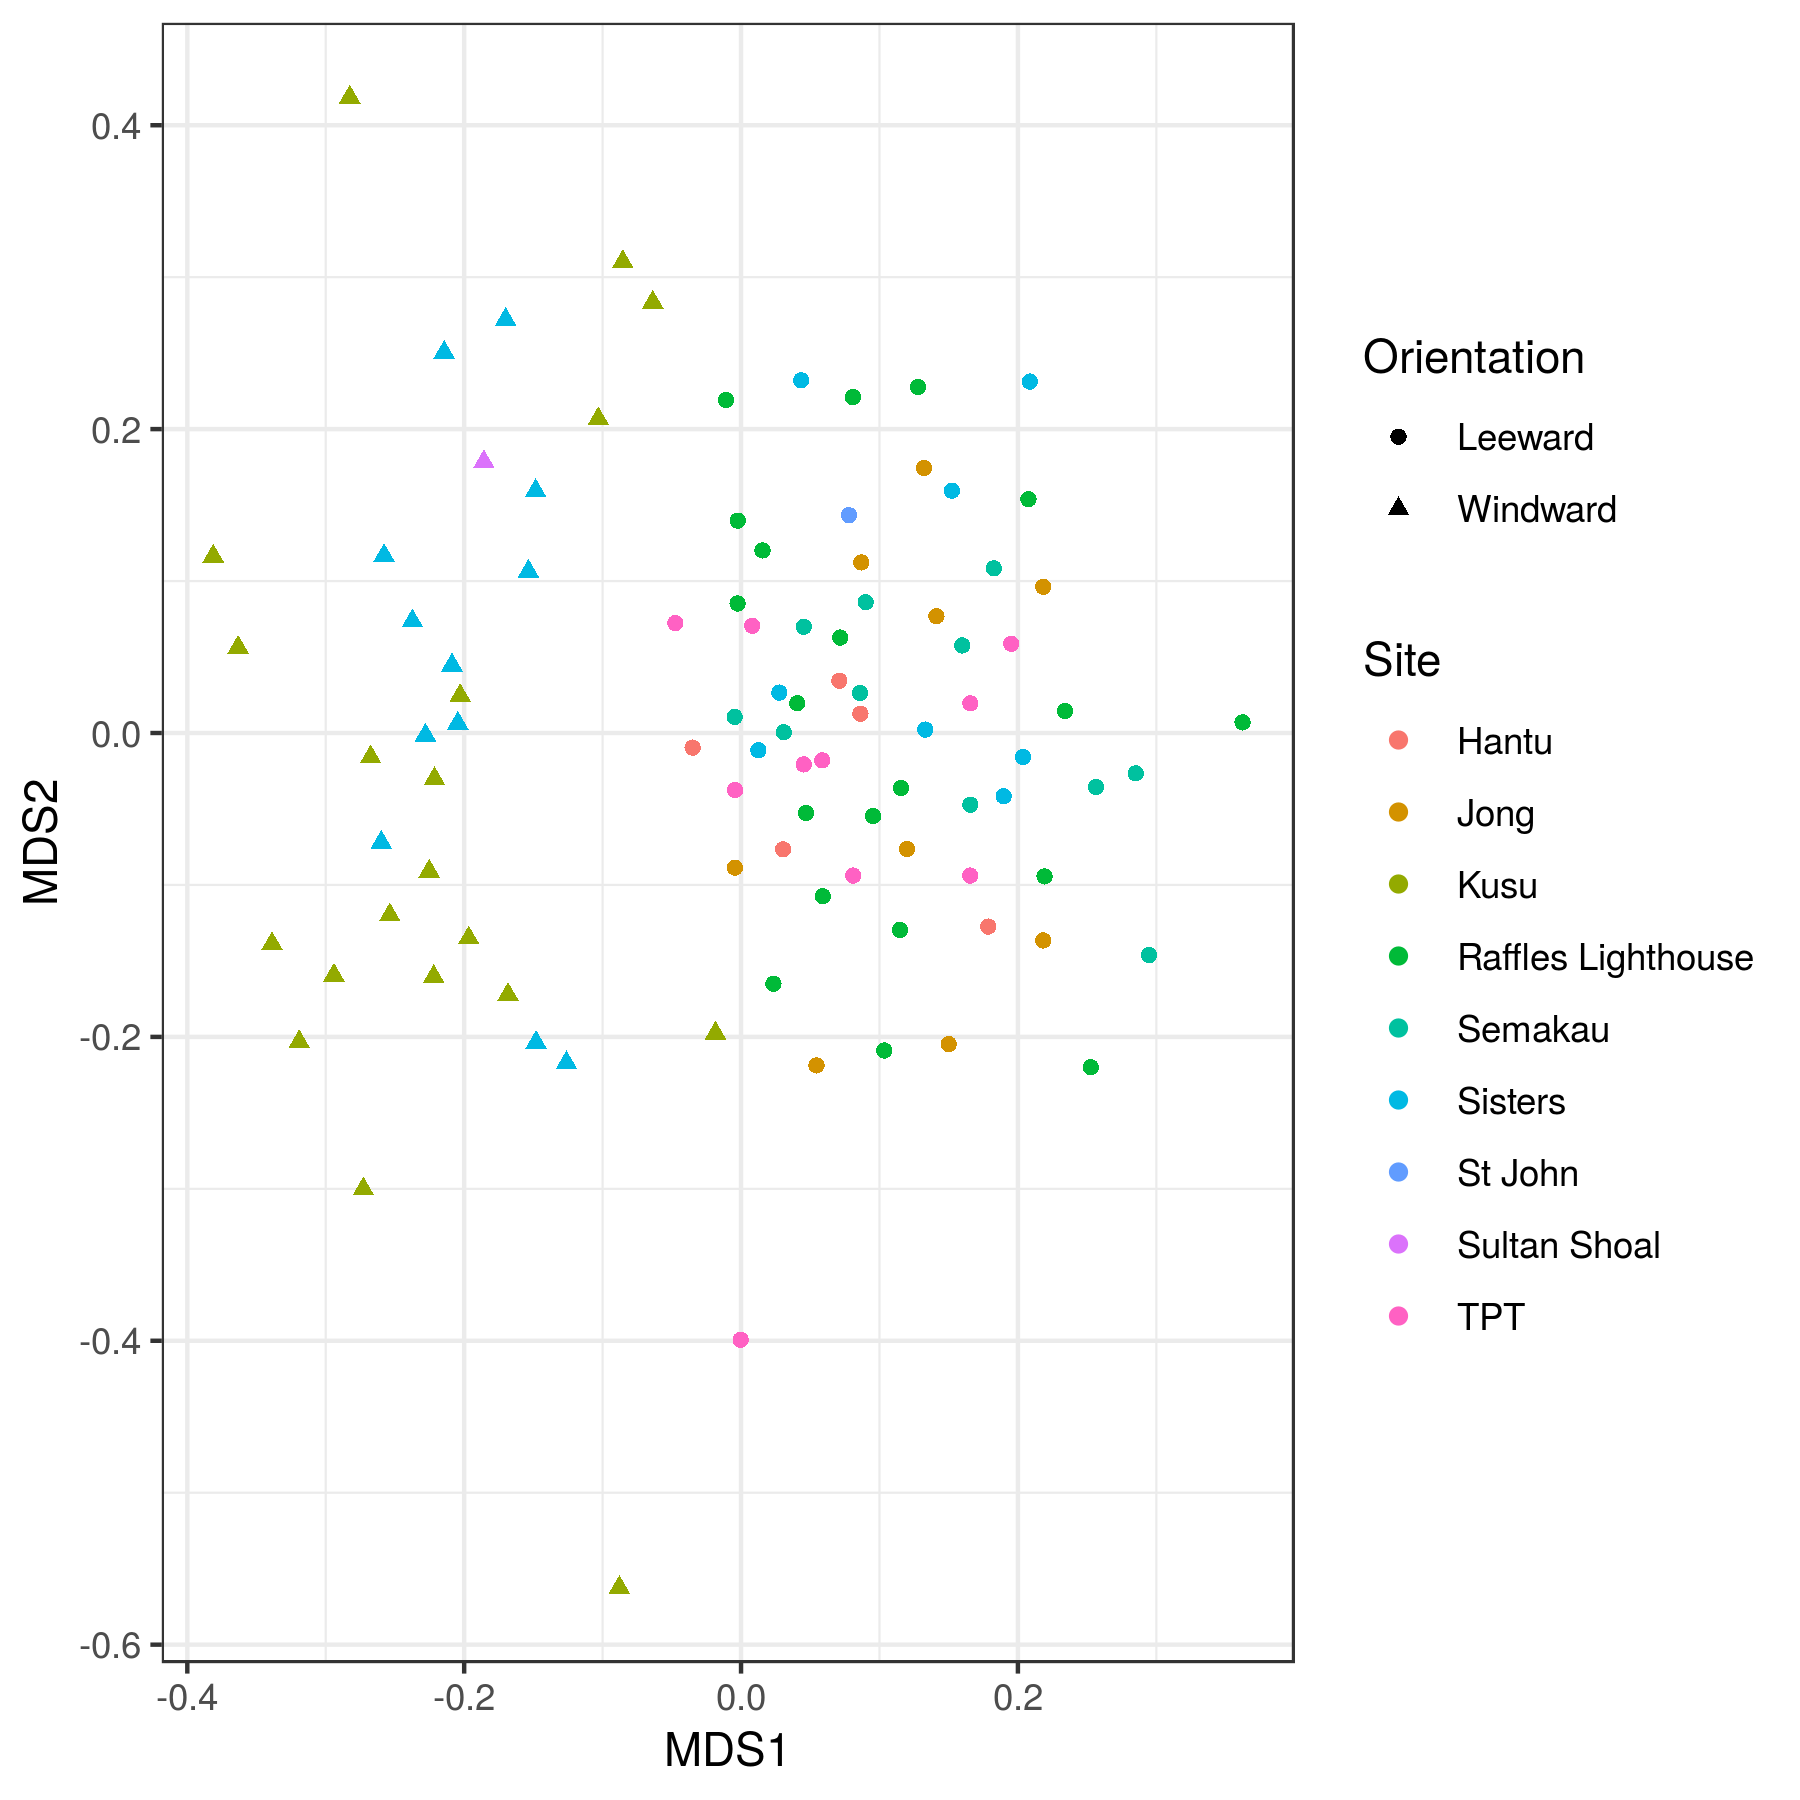 0.4
0.2
0.0
-0.2
-0.4
-0.6
-0.4
-0.2
0.0
0.2
MDS1
MDS2
Orientation
Leeward
Windward
Site
Hantu
Jong
Kusu
Raffles Lighthouse
Semakau
Sisters
St John
Sultan Shoal
TPT